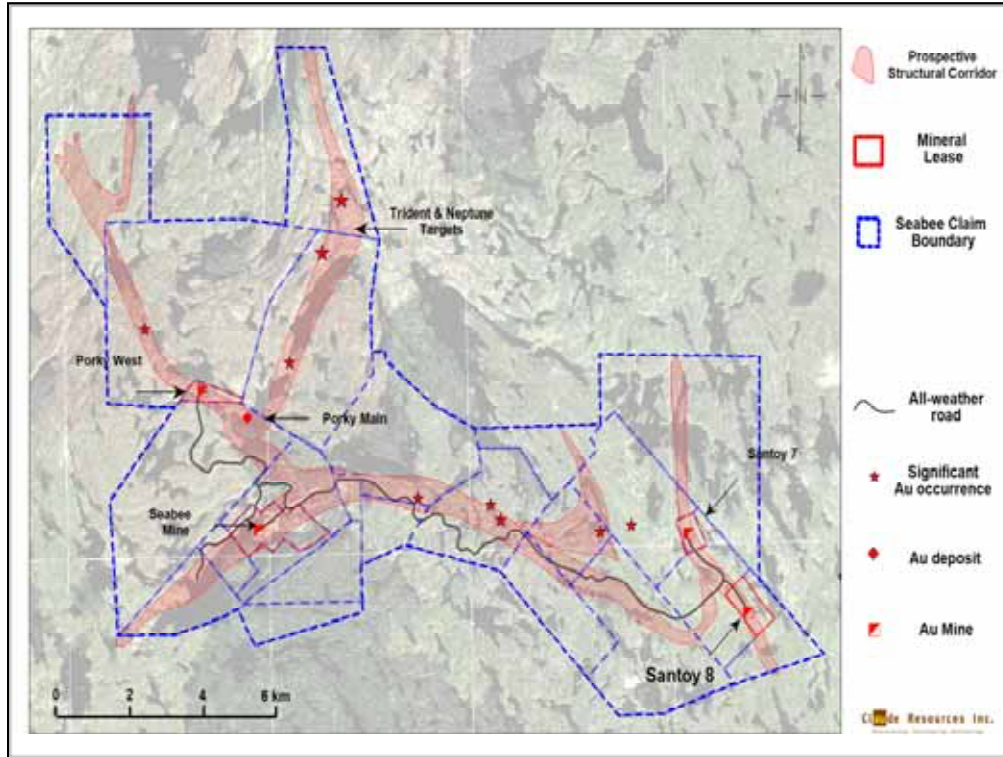 Prospective
Structural Corridor
N
Mineral
Lease
Trident & Neptune
Targets
Seabee Claim
Boundary
Porky West
Porky Main
All-weather
road
Santoy 7
Significant
Au occurrence
Seabee
Mine
Au deposit
Au Mine
Santoy 8
0 2 4 6 km
Resources Inc.